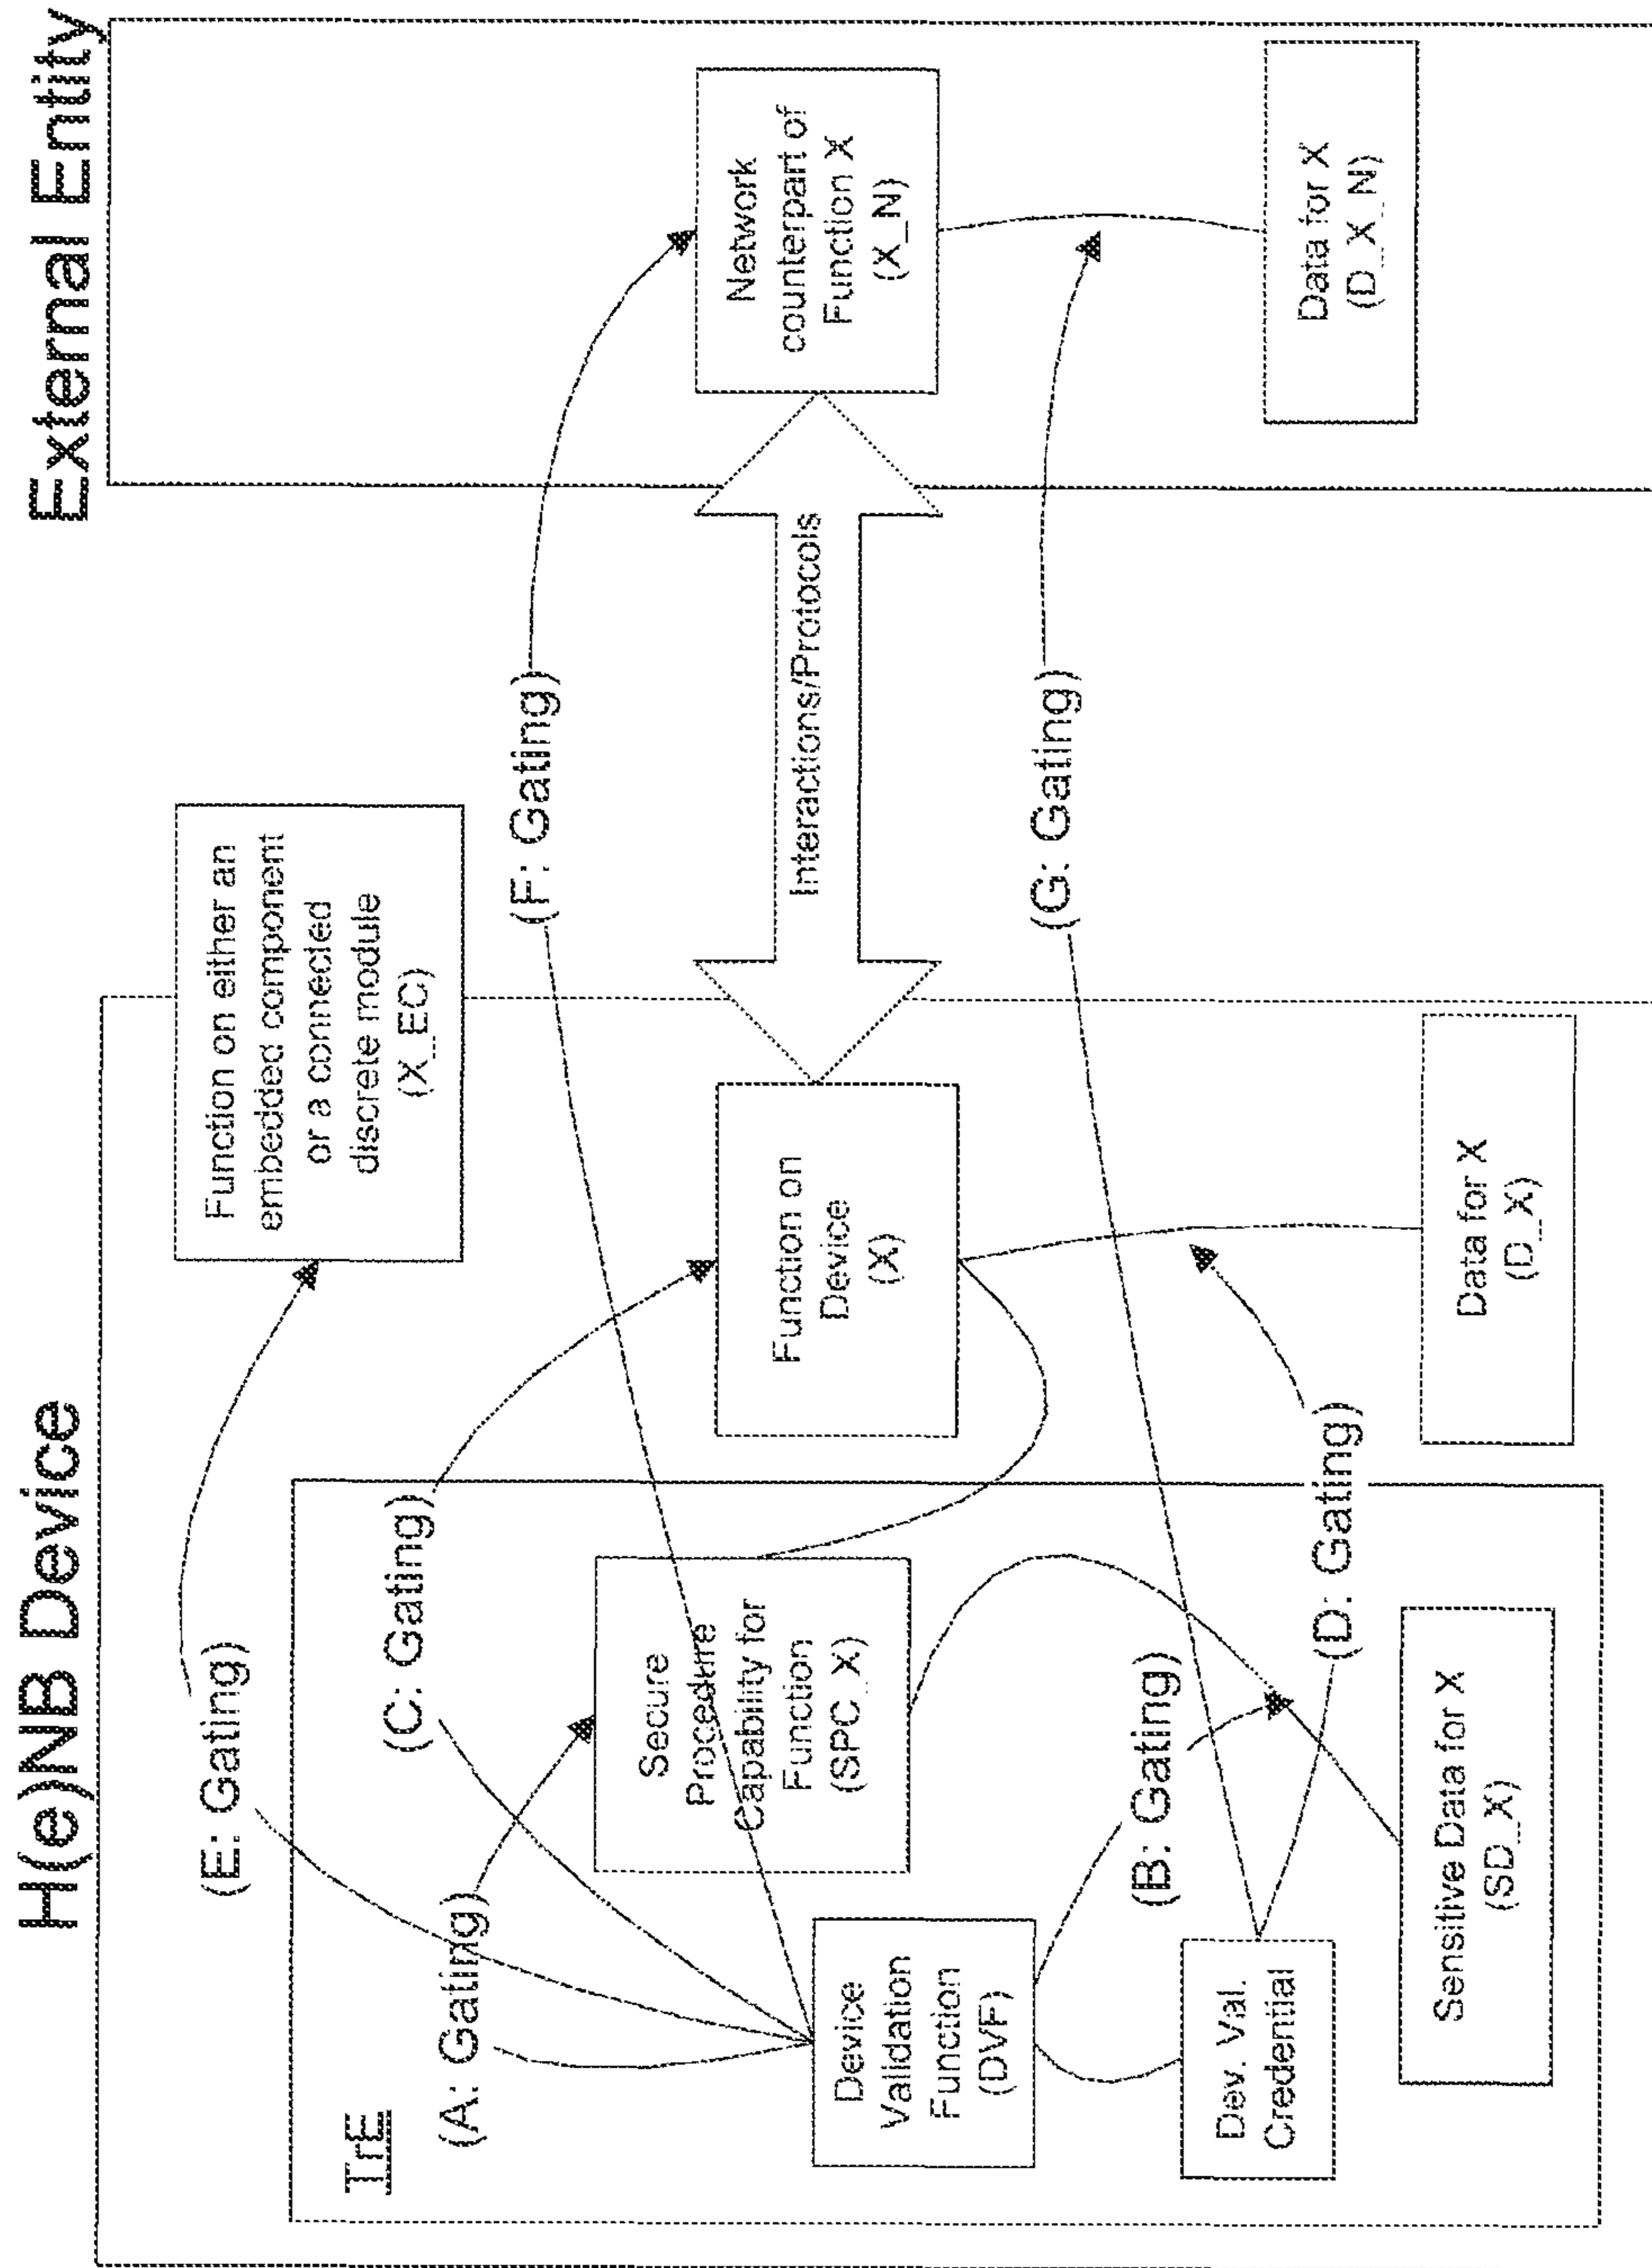 H(e)NB Device
External Entity
(E: Gating)
Function on either an
embedded component
or a connected
discrete module
(X_EC)
TrE
(A: Gating)
(C: Gating)
(F: Gating)
Secure
Procedure
Capability for
Function
(SPC_X)
Function on
Device
(X)
Interactions/Protocols
Network
counterpart of
Function X
(X_N)
Device
Validation
Function
(DVF)
(B: Gating)
(G: Gating)
Dev. Val.
Credential
(D: Gating)
Sensitive Data for X
(SD_X)
Data for X
(D_X)
Data for X
(D_X_N)